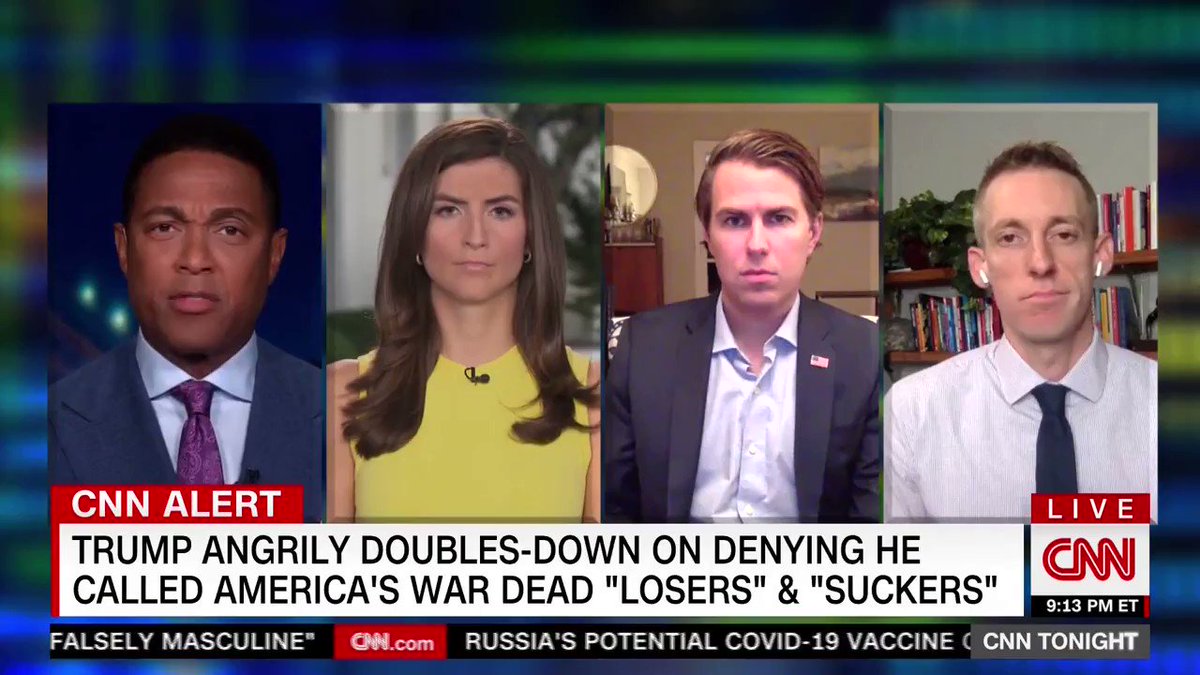 CNN ALERT
LIVE
TRUMP ANGRILY DOUBLES-DOWN ON DENYING HE
CALLED AMERICA'S WAR DEAD "LOSERS" & "SUCKERS"
CNN
9:13 PM ET
FALSELY MASCULINE"
CNN.com
RUSSIA'S POTENTIAL COVID-19 VACCINE
CNN TONIGHT